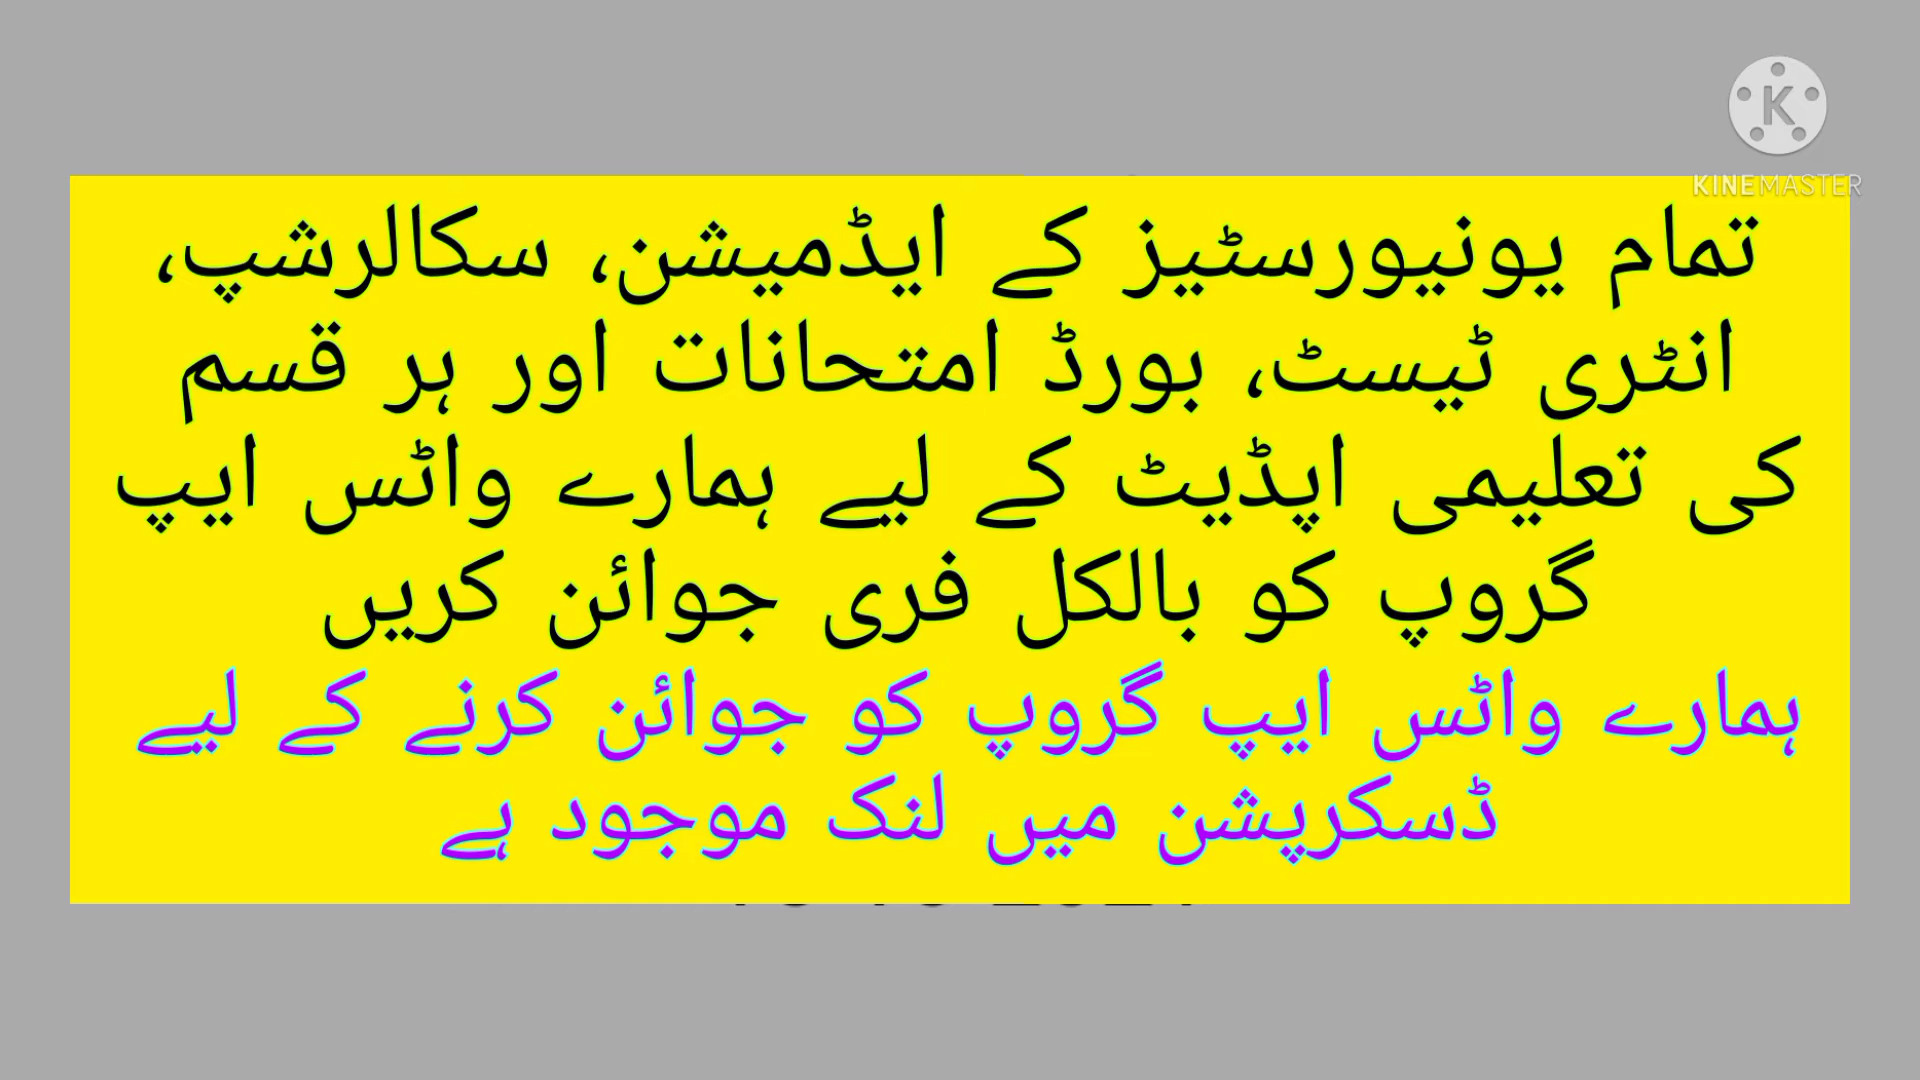 KINEMASTER
تمام یونیورسٹیز کے ایڈمیشن، سکالرشپ،
انٹری ٹیسٹ، بورڈ امتحانات اور ہر قسم
کی تعلیمی اپڈیٹ کے لیے ہمارے واٹس ایپ
گروپ کو بالکل فری جوائن کریں
ہمارے واٹس ایپ گروپ کو جوائن کرنے کے لیے
ڈسکرپشن میں لنک موجود ہے